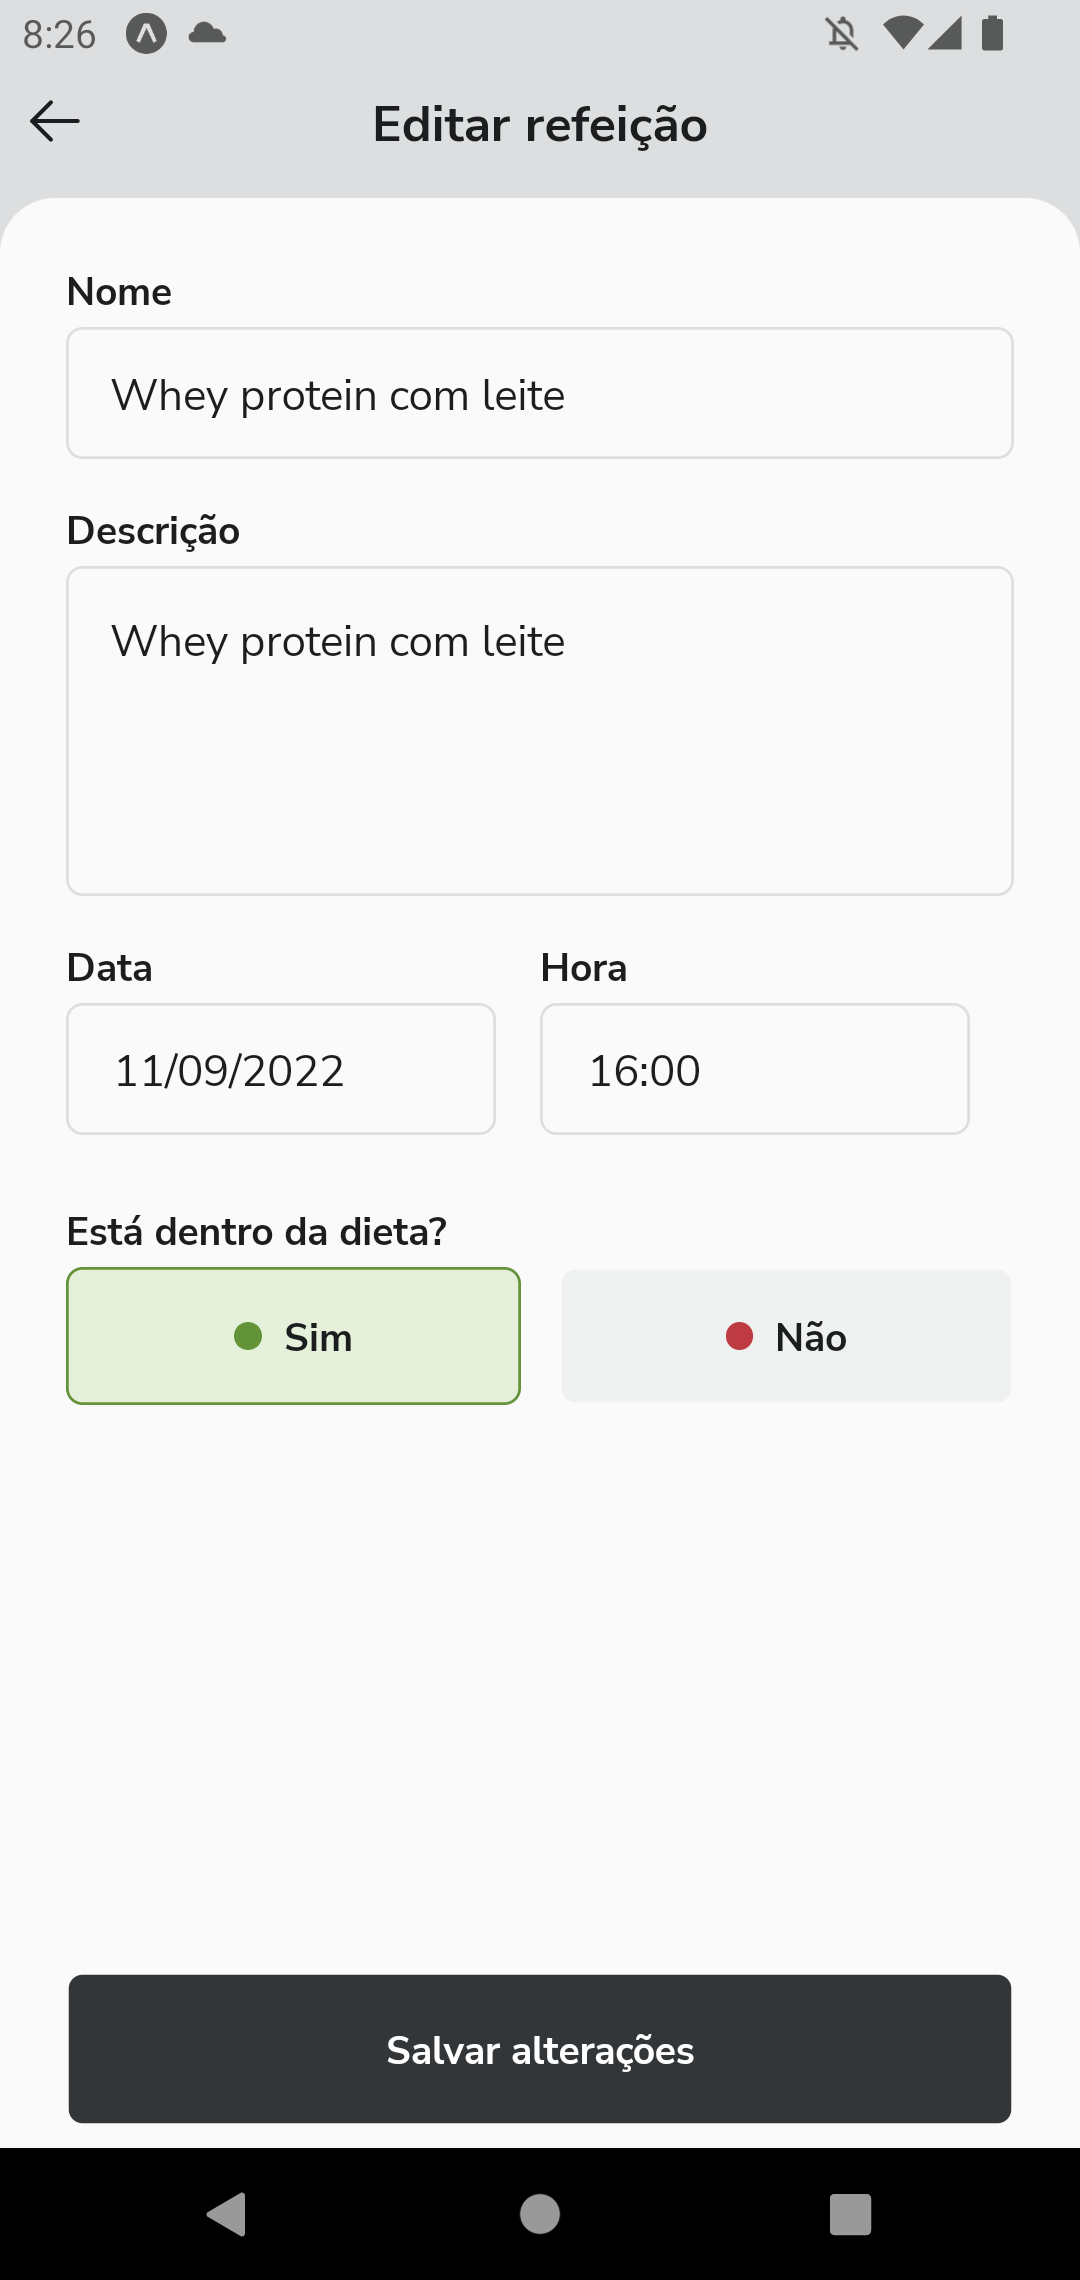 8:26
Editar refeição
Nome
Whey protein com leite
Descrição
Whey protein com leite
Data
Hora
11/09/2022
16:00
Está dentro da dieta?
Sim
Não
Salvar alterações